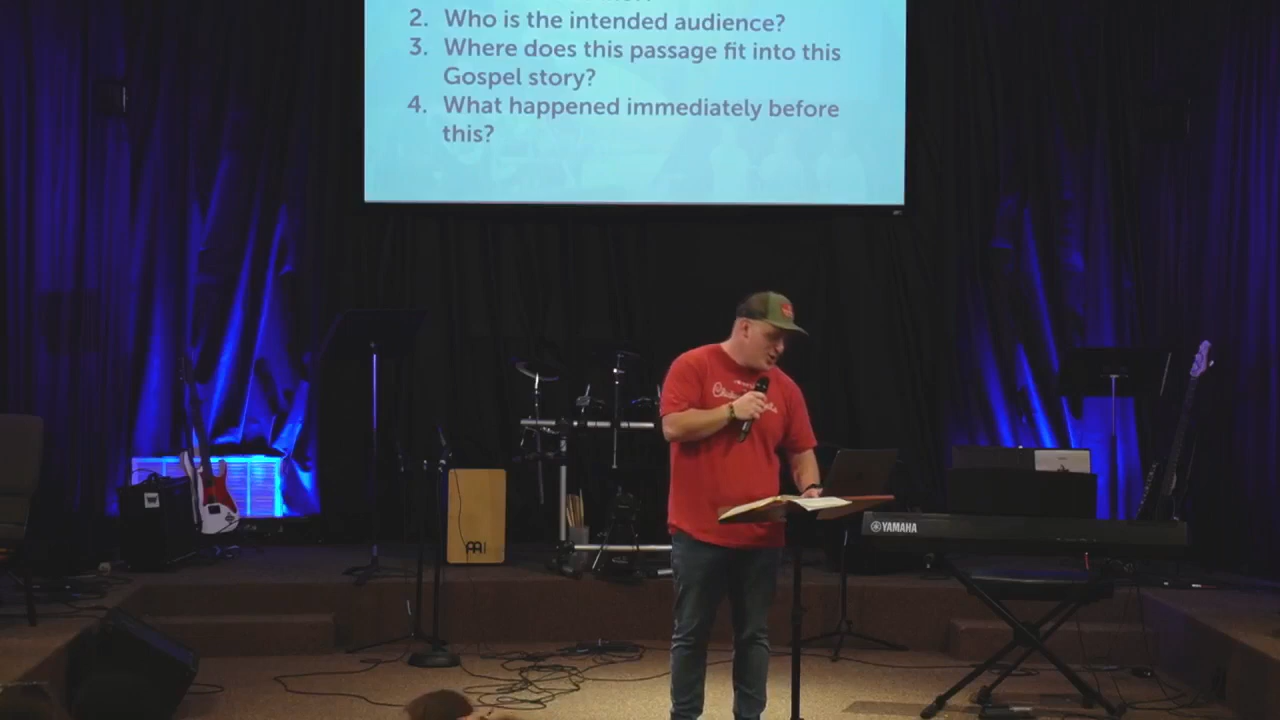 2. Who is the intended audience?
3. Where does this passage fit into this
Gospel story?
4. What happened immediately before
this?
YAMAHA